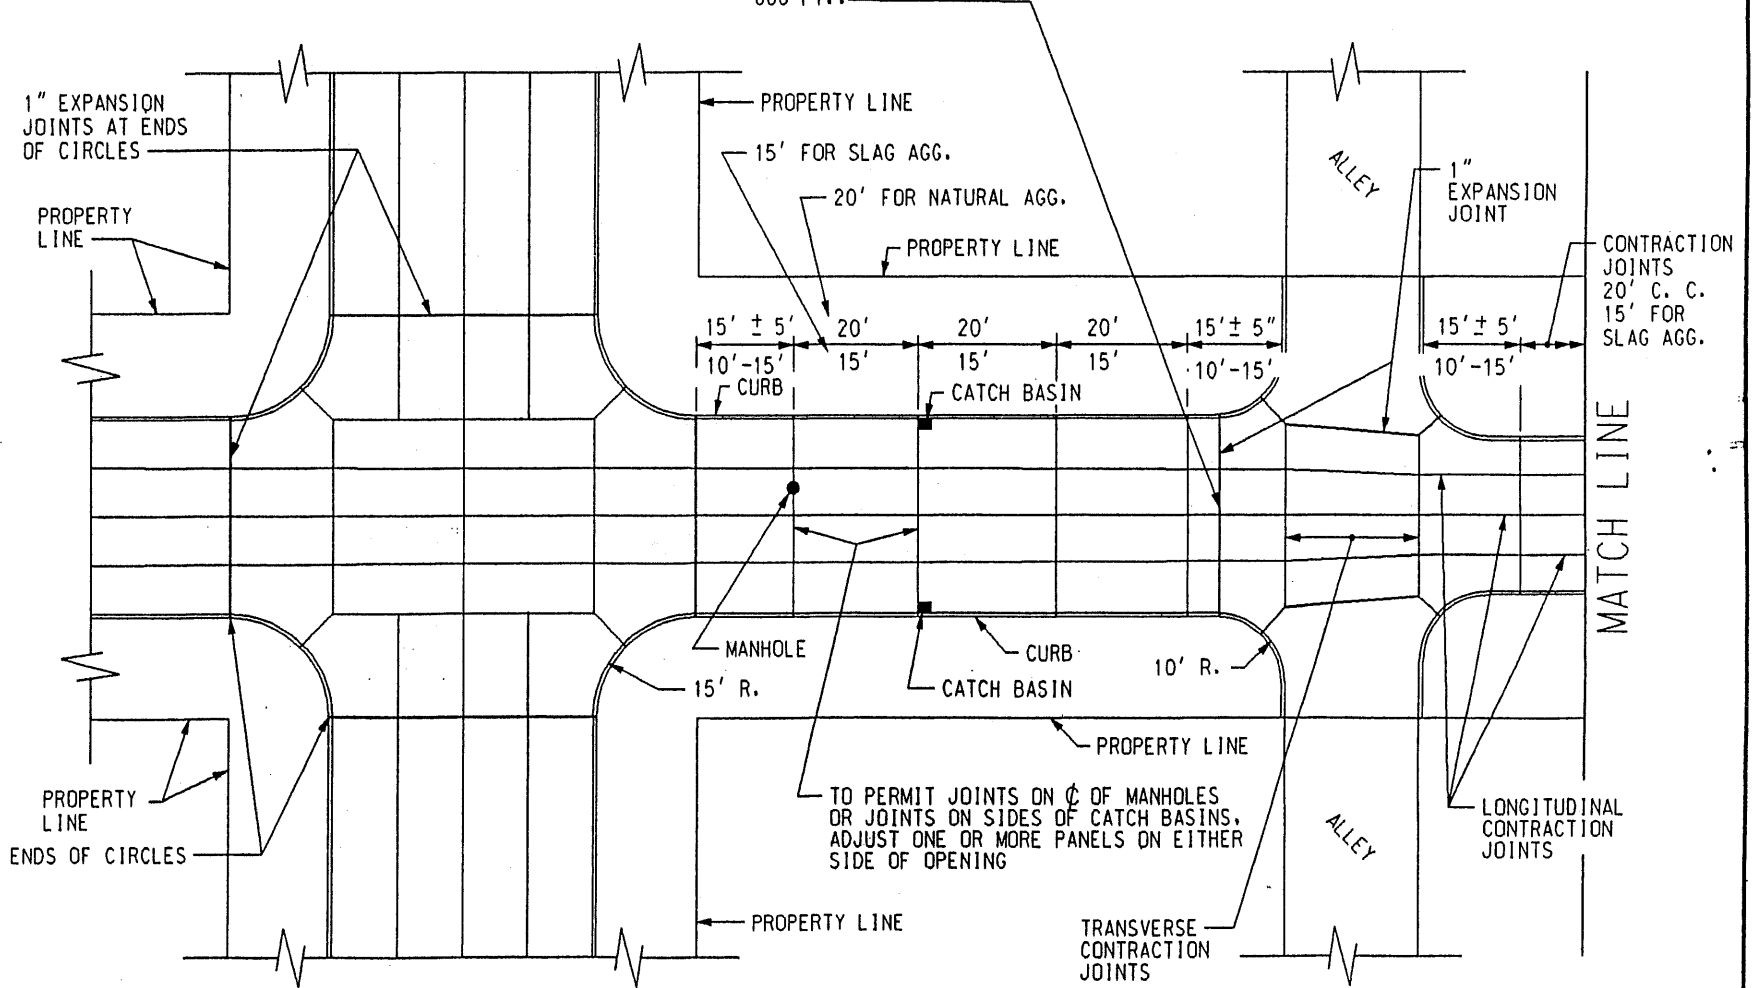 1" EXPANSION
JOINTS AT ENDS
OF CIRCLES
PROPERTY LINE
15' FOR SLAG AGG.
20' FOR NATURAL AGG.
PROPERTY LINE
PROPERTY
LINE
ALLEY
1"
EXPANSION
JOINT
CONTRACTION
JOINTS
20' C. C.
15' FOR
SLAG AGG.
15' ± 5' 20' 20' 20' 15' ± 5" 15' ± 5'
10'-15' 15' 15' 15' 10'-15' 10'-15'
CURB
CATCH BASIN
MATCH LINE
MANHOLE
CURB
10' R.
15' R.
CATCH BASIN
PROPERTY LINE
PROPERTY
LINE
ENDS OF CIRCLES
TO PERMIT JOINTS ON ℄ OF MANHOLES
OR JOINTS ON SIDES OF CATCH BASINS,
ADJUST ONE OR MORE PANELS ON EITHER
SIDE OF OPENING
ALLEY
LONGITUDINAL
CONTRACTION
JOINTS
PROPERTY LINE
TRANSVERSE
CONTRACTION
JOINTS